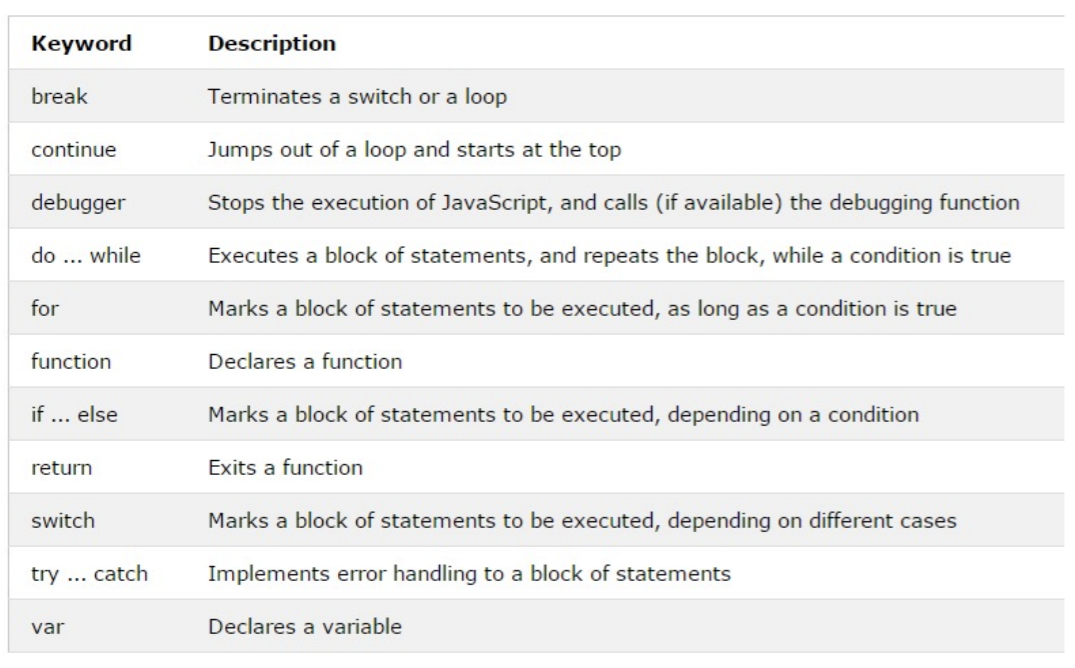 Keyword Description
break Terminates a switch or a loop
continue Jumps out of a loop and starts at the top
debugger Stops the execution of JavaScript, and calls (if available) the debugging function
do ... while Executes a block of statements, and repeats the block, while a condition is true
for Marks a block of statements to be executed, as long as a condition is true
function Declares a function
if ... else Marks a block of statements to be executed, depending on a condition
return Exits a function
switch Marks a block of statements to be executed, depending on different cases
try ... catch Implements error handling to a block of statements
var Declares a variable